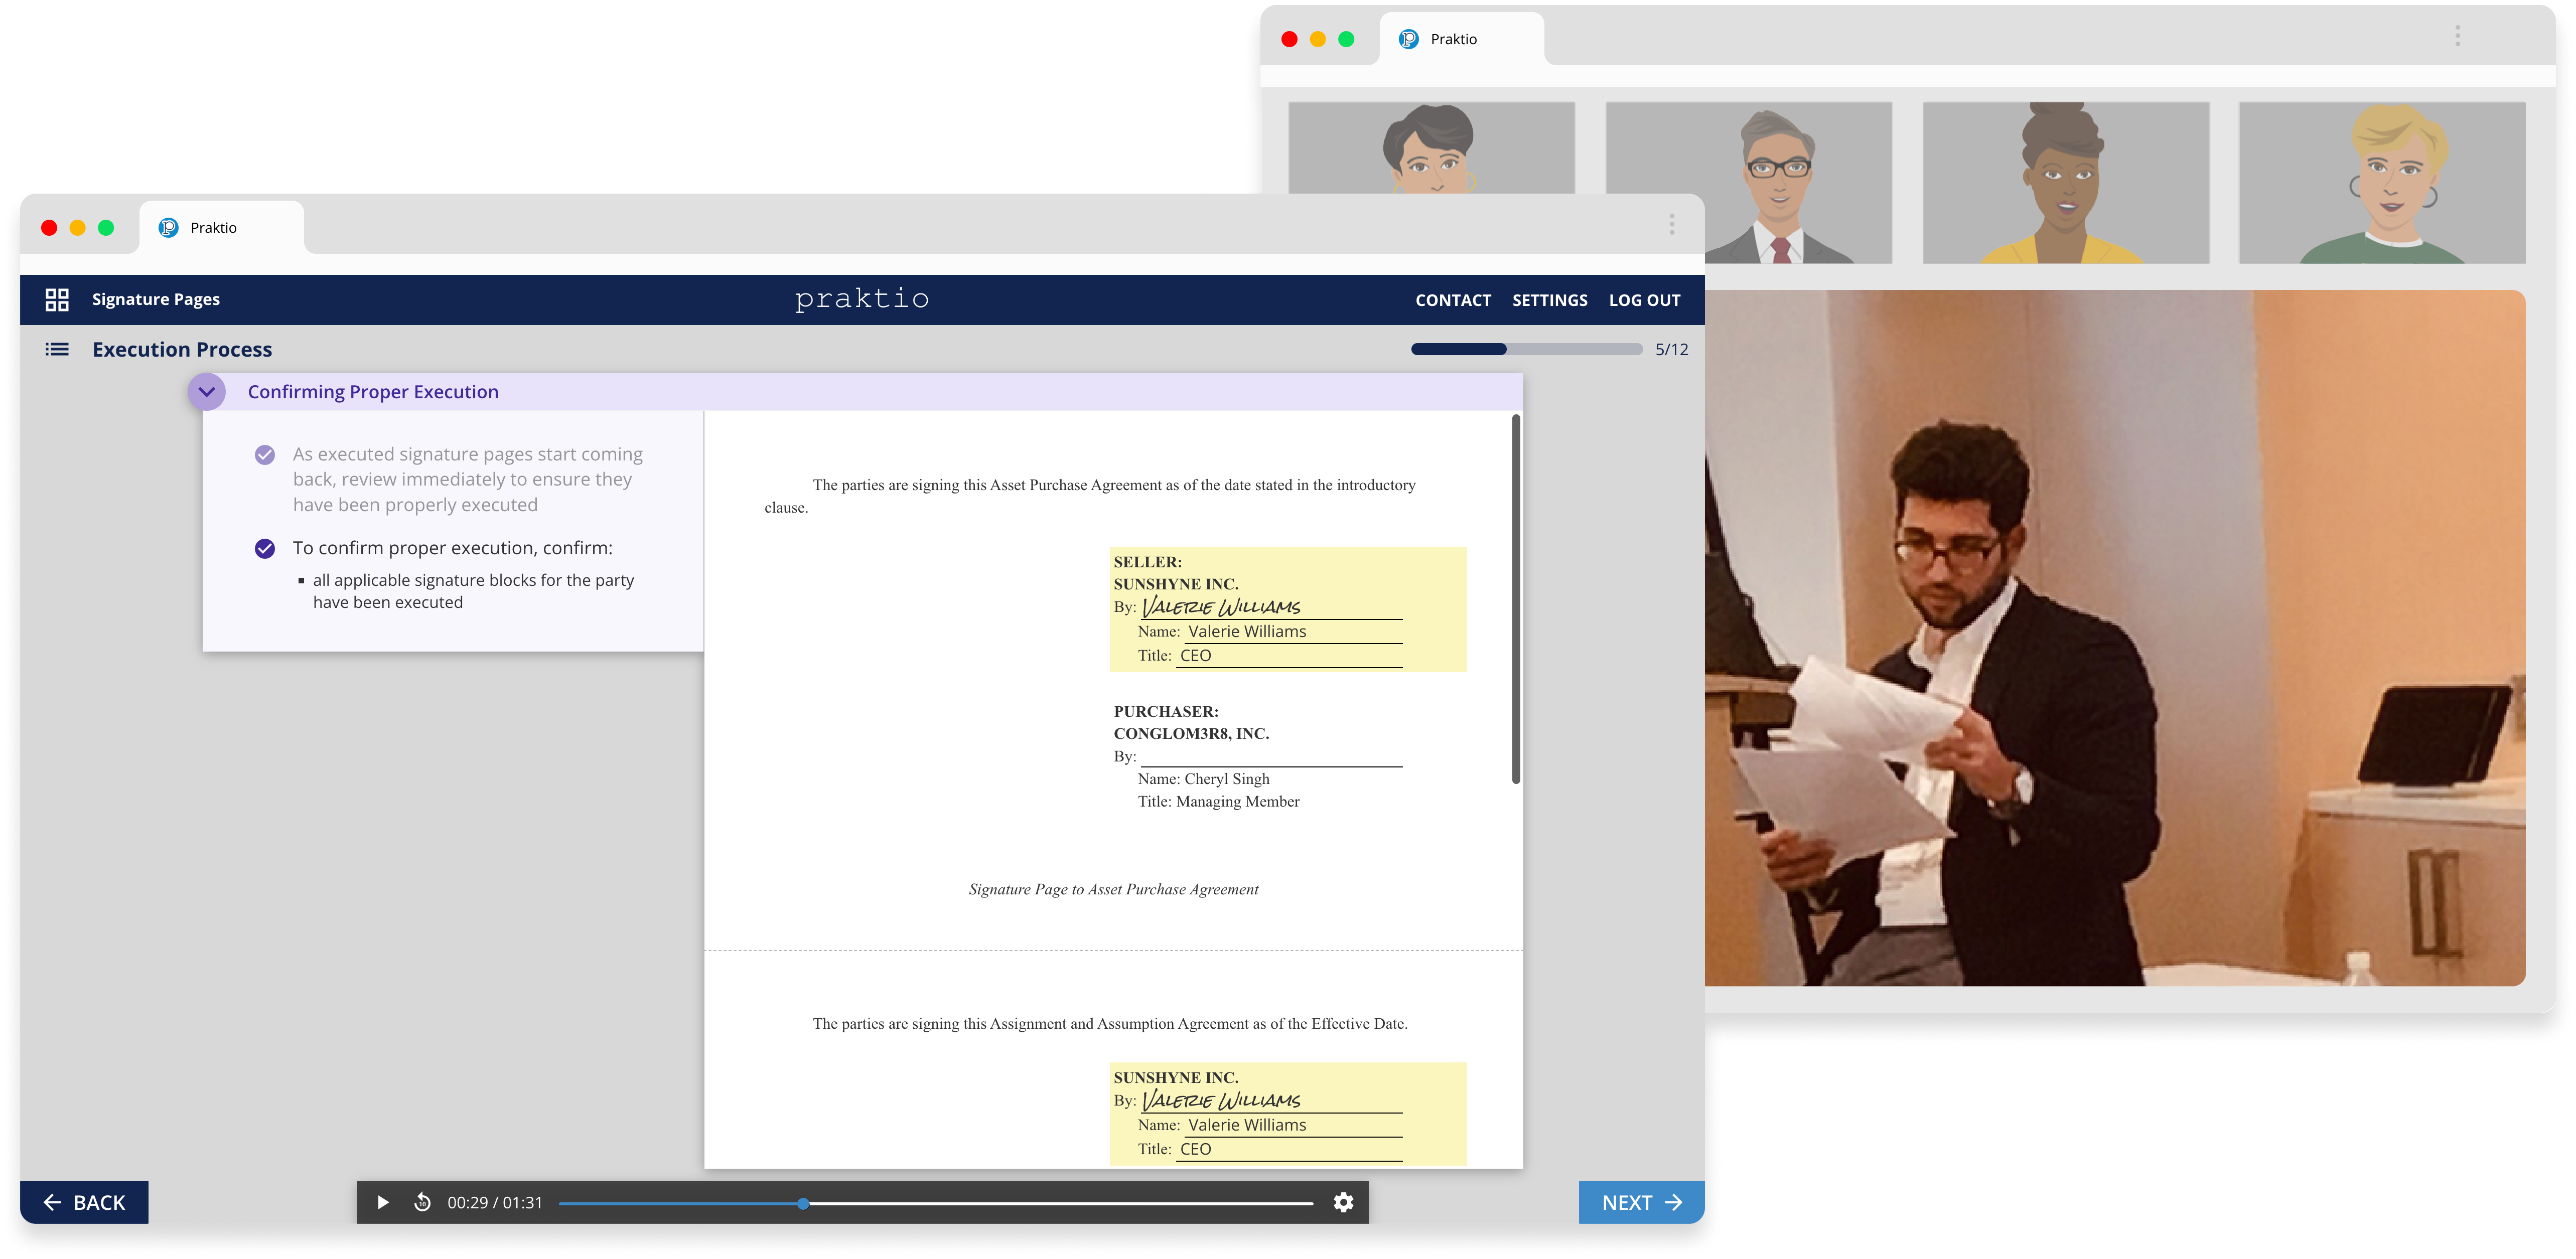 Praktio
Praktio
Signature Pages
praktio
CONTACT SETTINGS LOG OUT
Execution Process
5/12
Confirming Proper Execution
As executed signature pages start coming
back, review immediately to ensure they
have been properly executed
To confirm proper execution, confirm:
all applicable signature blocks for the party
have been executed
The parties are signing this Asset Purchase Agreement as of the date stated in the introductory
clause.
SELLER:
SUNSHYNE INC.
By: Valerie Williams
Name: Valerie Williams
Title: CEO
PURCHASER:
CONGLOM3R8, INC.
By:
Name: Cheryl Singh
Title: Managing Member
Signature Page to Asset Purchase Agreement
The parties are signing this Assignment and Assumption Agreement as of the Effective Date.
SUNSHYNE INC.
By: Valerie Williams
Name: Valerie Williams
Title: CEO
BACK
00:29 / 01:31
NEXT